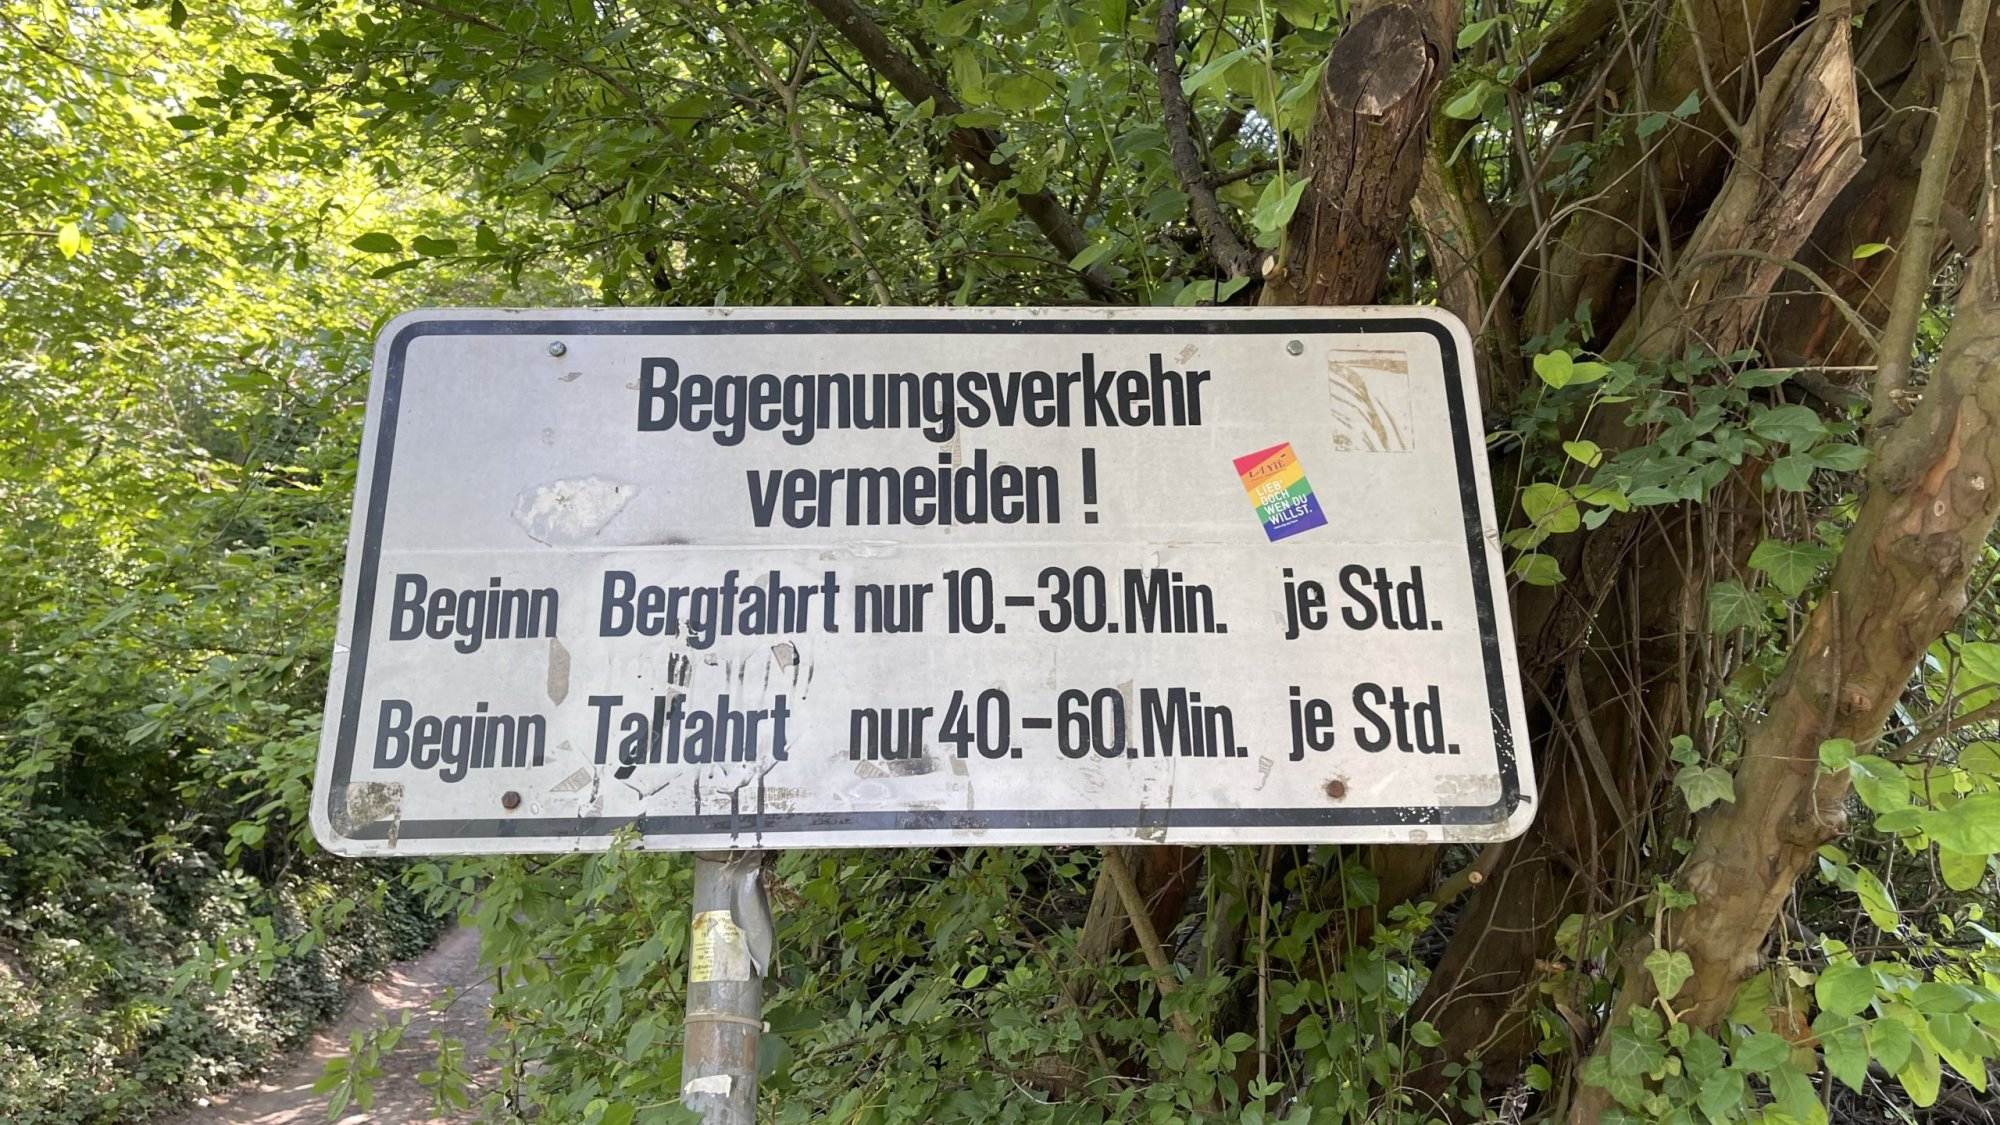 Begegnungsverkehr
vermeiden !
LIEB'
DOCH
WEN DU
WILLST.
Beginn Bergfahrt nur 10.-30.Min. je Std.
Beginn Talfahrt nur 40.-60.Min. je Std.